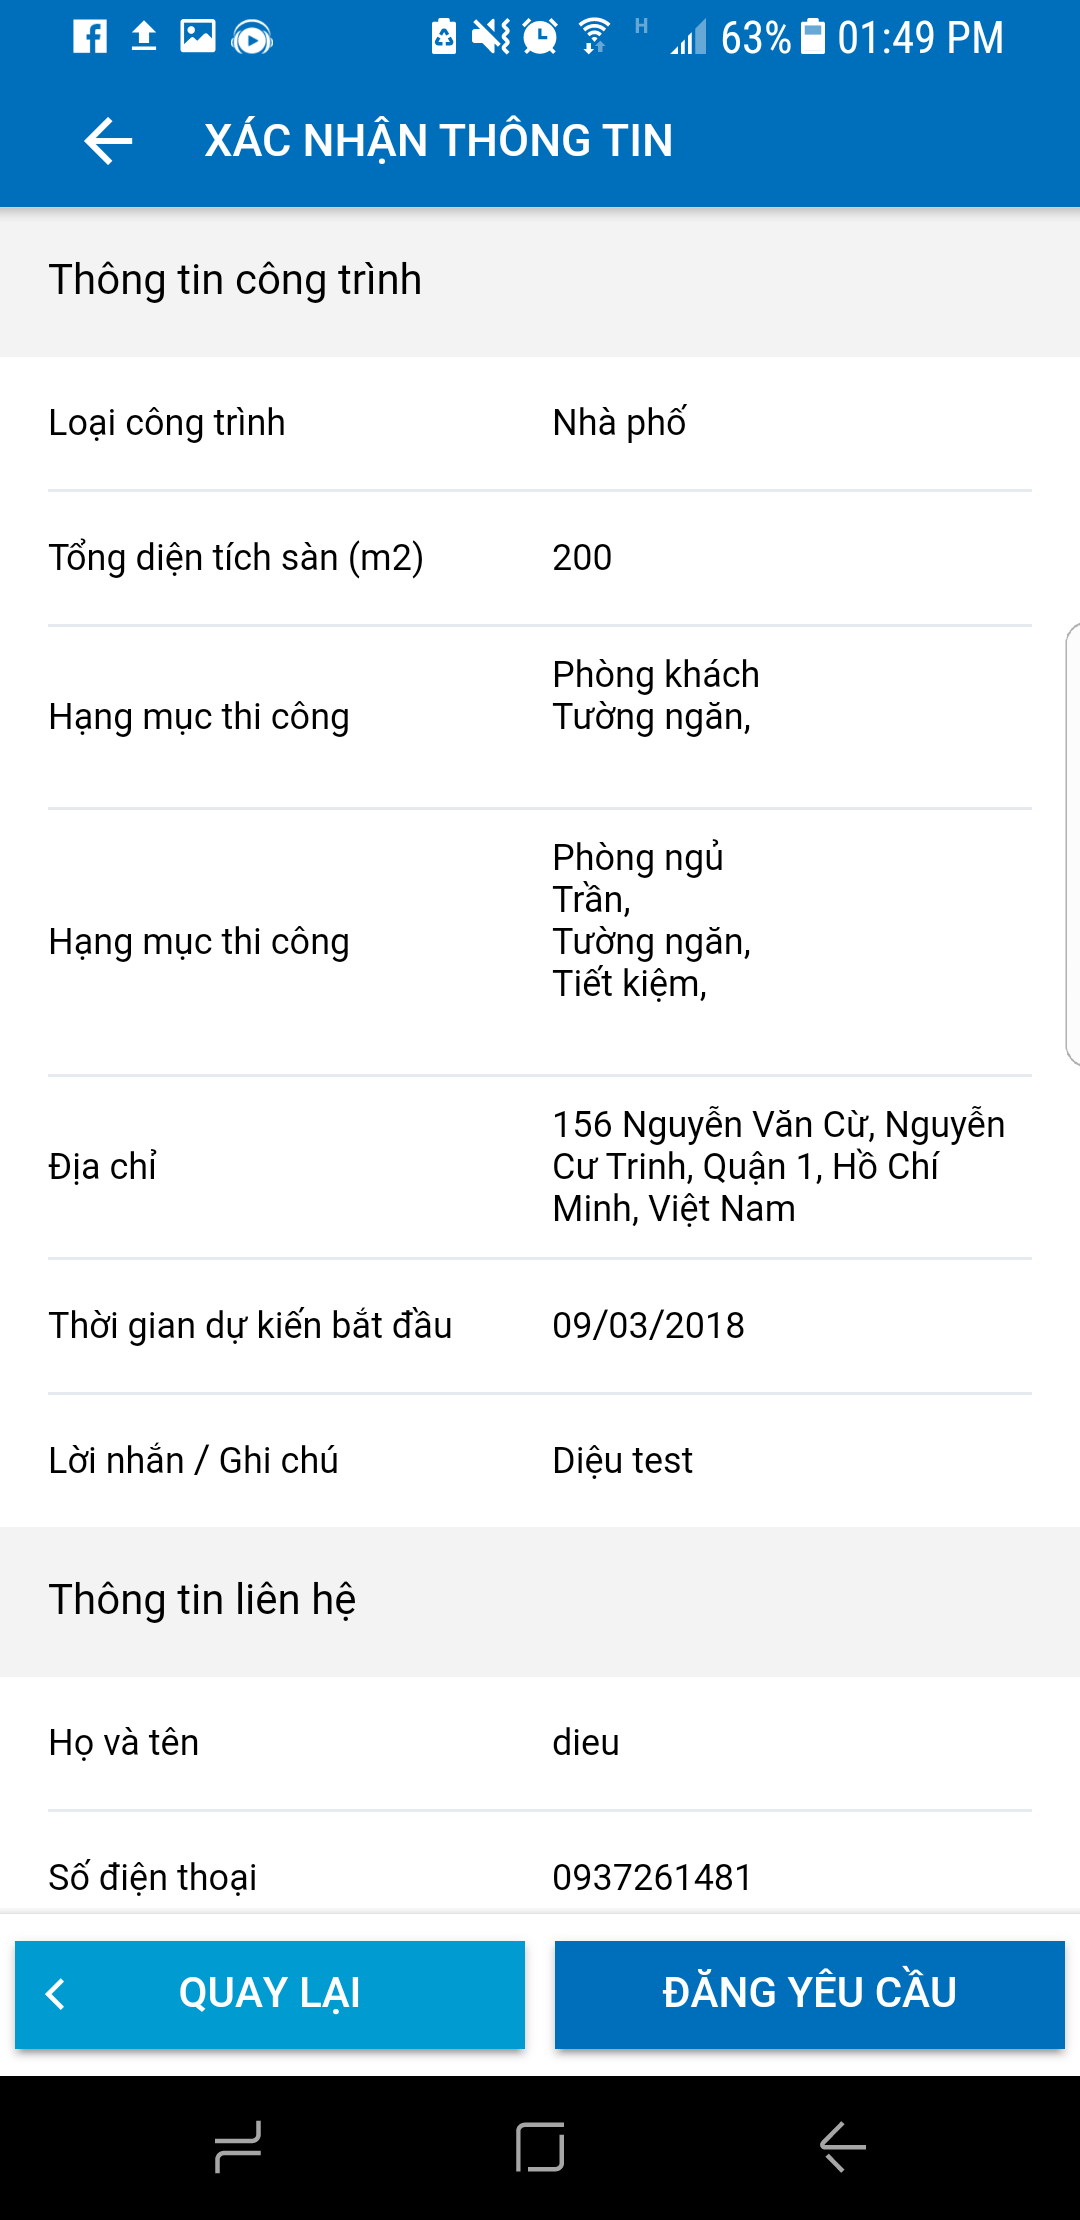 H 63% 01:49 PM
XÁC NHẬN THÔNG TIN
Thông tin công trình
Loại công trình
Nhà phố
Tổng diện tích sàn (m2)
200
Hạng mục thi công
Phòng khách
Tường ngăn,
Hạng mục thi công
Phòng ngủ
Trần,
Tường ngăn,
Tiết kiệm,
Địa chỉ
156 Nguyễn Văn Cừ, Nguyễn
Cư Trinh, Quận 1, Hồ Chí
Minh, Việt Nam
Thời gian dự kiến bắt đầu
09/03/2018
Lời nhắn / Ghi chú
Diệu test
Thông tin liên hệ
Họ và tên
dieu
Số điện thoại
0937261481
QUAY LẠI
ĐĂNG YÊU CẦU